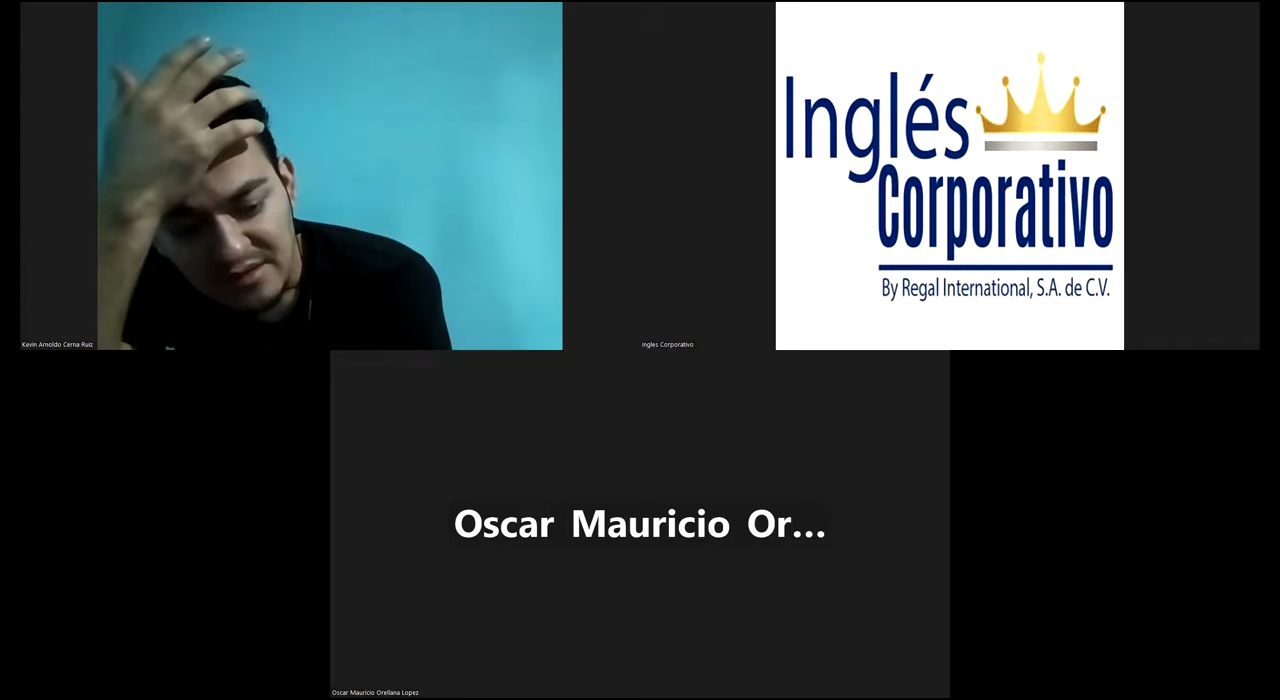 Inglés
Corporativo
By Regal International, S.A. de C.V.
Kevin Arnoldo Cerna Ruiz
Ingles Corporativo
Oscar Mauricio Or...
Oscar Mauricio Orellana Lopez